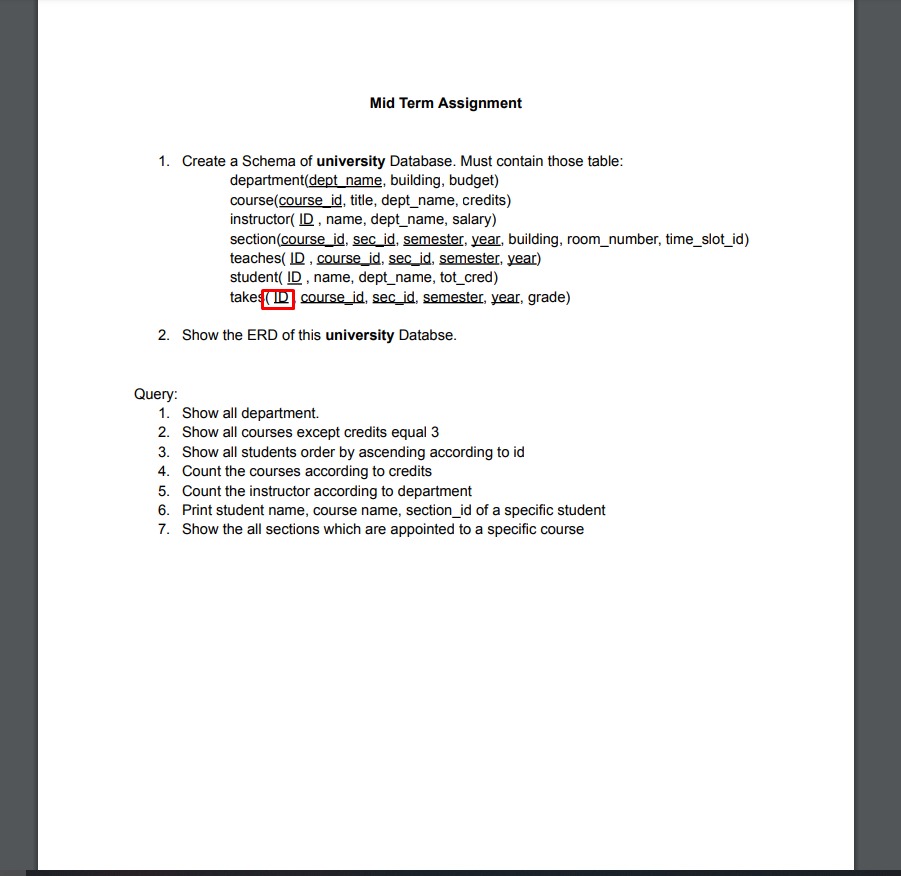 Mid Term Assignment
1. Create a Schema of university Database. Must contain those table:
department(dept_name, building, budget)
course(course_id, title, dept_name, credits)
instructor( ID , name, dept_name, salary)
section(course_id, sec_id, semester, year, building, room_number, time_slot_id)
teaches( ID , course_id, sec_id, semester, year)
student( ID , name, dept_name, tot_cred)
takes( ID , course_id, sec_id, semester, year, grade)
2. Show the ERD of this university Databse.
Query:
1. Show all department.
2. Show all courses except credits equal 3
3. Show all students order by ascending according to id
4. Count the courses according to credits
5. Count the instructor according to department
6. Print student name, course name, section_id of a specific student
7. Show the all sections which are appointed to a specific course